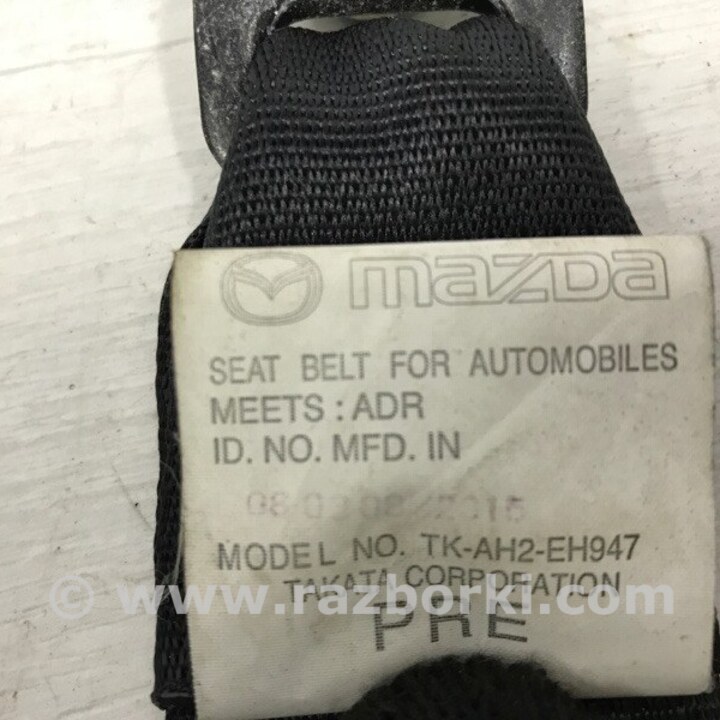 mazda
SEAT BELT FOR AUTOMOBILES
MEETS : ADR
ID. NO. MFD. IN
MODEL NO. TK-AH2-EH947
TAKATA CORPORATION
© www.razborki.com
PRE